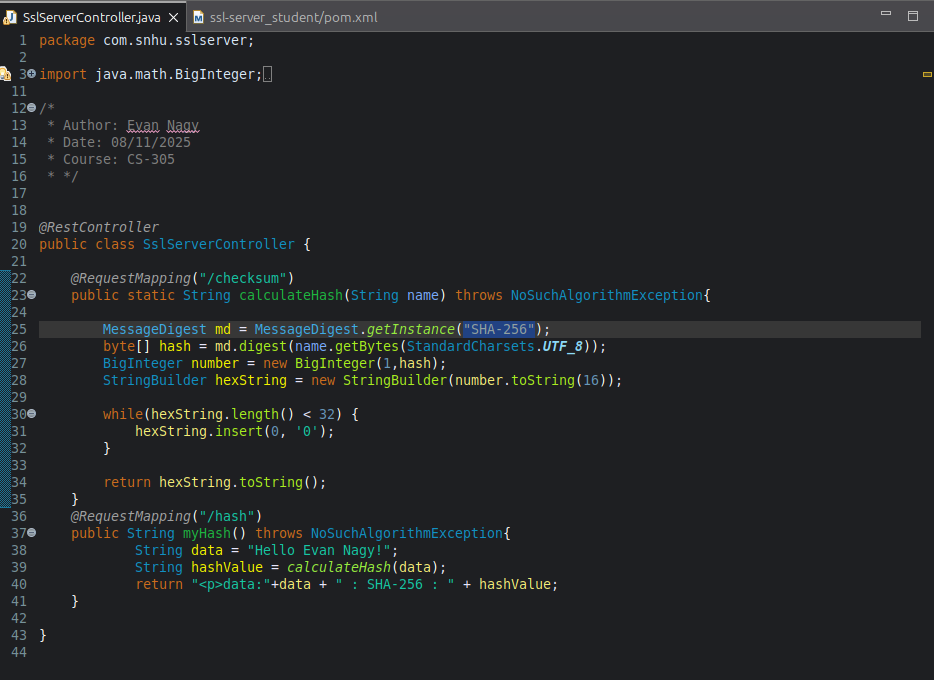 SslServerController.java ssl-server_student/pom.xml
1 package com.snhu.sslserver;
2
3 import java.math.BigInteger;
11
12 /*
13  * Author: Evan Nagy
14  * Date: 08/11/2025
15  * Course: CS-305
16  * */
17
18
19 @RestController
20 public class SslServerController {
21
22     @RequestMapping("/checksum")
23     public static String calculateHash(String name) throws NoSuchAlgorithmException{
24
25         MessageDigest md = MessageDigest.getInstance("SHA-256");
26         byte[] hash = md.digest(name.getBytes(StandardCharsets.UTF_8));
27         BigInteger number = new BigInteger(1,hash);
28         StringBuilder hexString = new StringBuilder(number.toString(16));
29
30         while(hexString.length() < 32) {
31             hexString.insert(0, '0');
32         }
33
34         return hexString.toString();
35     }
36     @RequestMapping("/hash")
37     public String myHash() throws NoSuchAlgorithmException{
38             String data = "Hello Evan Nagy!";
39             String hashValue = calculateHash(data);
40             return "<p>data:"+data + " : SHA-256 : " + hashValue;
41     }
42
43 }
44